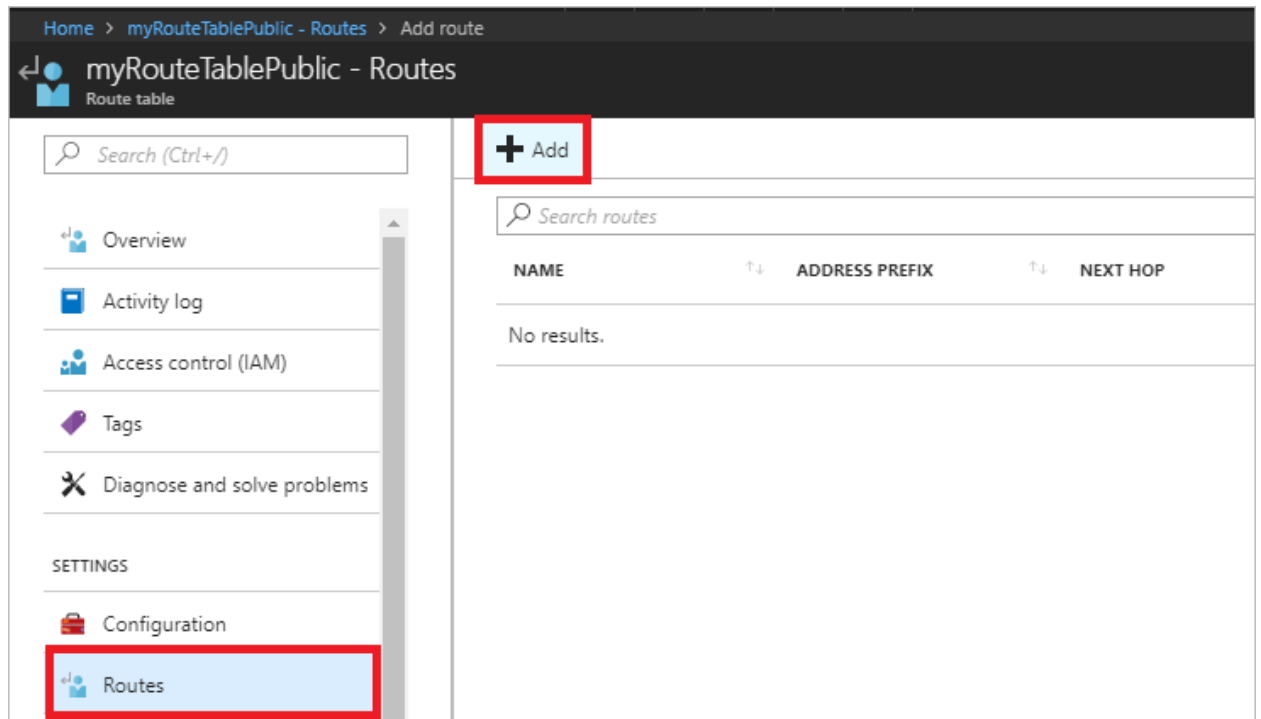 Home > myRouteTablePublic - Routes > Add route
myRouteTablePublic - Routes
Route table
Search (Ctrl+/)
Overview
Activity log
Access control (IAM)
Tags
Diagnose and solve problems
SETTINGS
Configuration
Routes
+ Add
Search routes
NAME ↑↓ ADDRESS PREFIX ↑↓ NEXT HOP
No results.